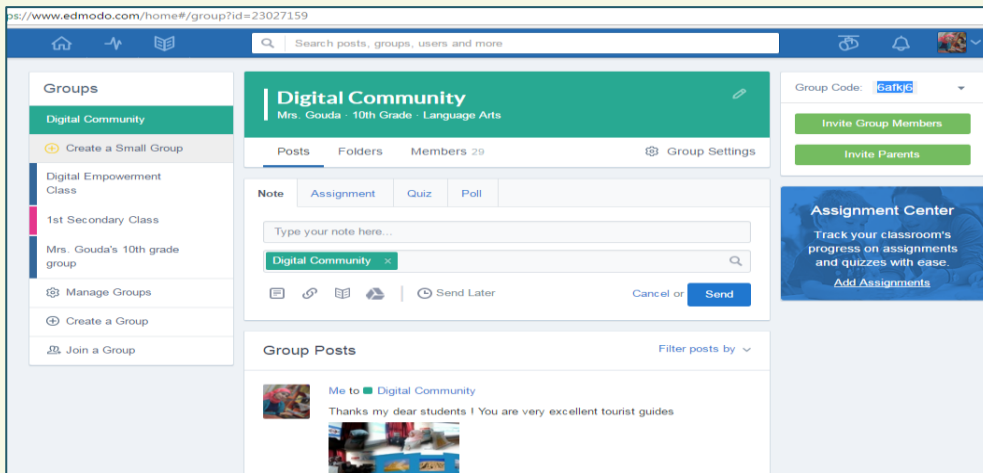 ps://www.edmodo.com/home#/group?id=23027159
Search posts, groups, users and more
Groups
Digital Community
Create a Small Group
Digital Empowerment
Class
1st Secondary Class
Mrs. Gouda's 10th grade
group
Manage Groups
Create a Group
Join a Group
Digital Community
Mrs. Gouda · 10th Grade · Language Arts
Posts Folders Members 29 Group Settings
Note Assignment Quiz Poll
Type your note here...
Digital Community ×
Send Later Cancel or Send
Group Posts Filter posts by
Me to Digital Community
Thanks my dear students ! You are very excellent tourist guides
Group Code: 6afkj6
Invite Group Members
Invite Parents
Assignment Center
Track your classroom's
progress on assignments
and quizzes with ease.
Add Assignments